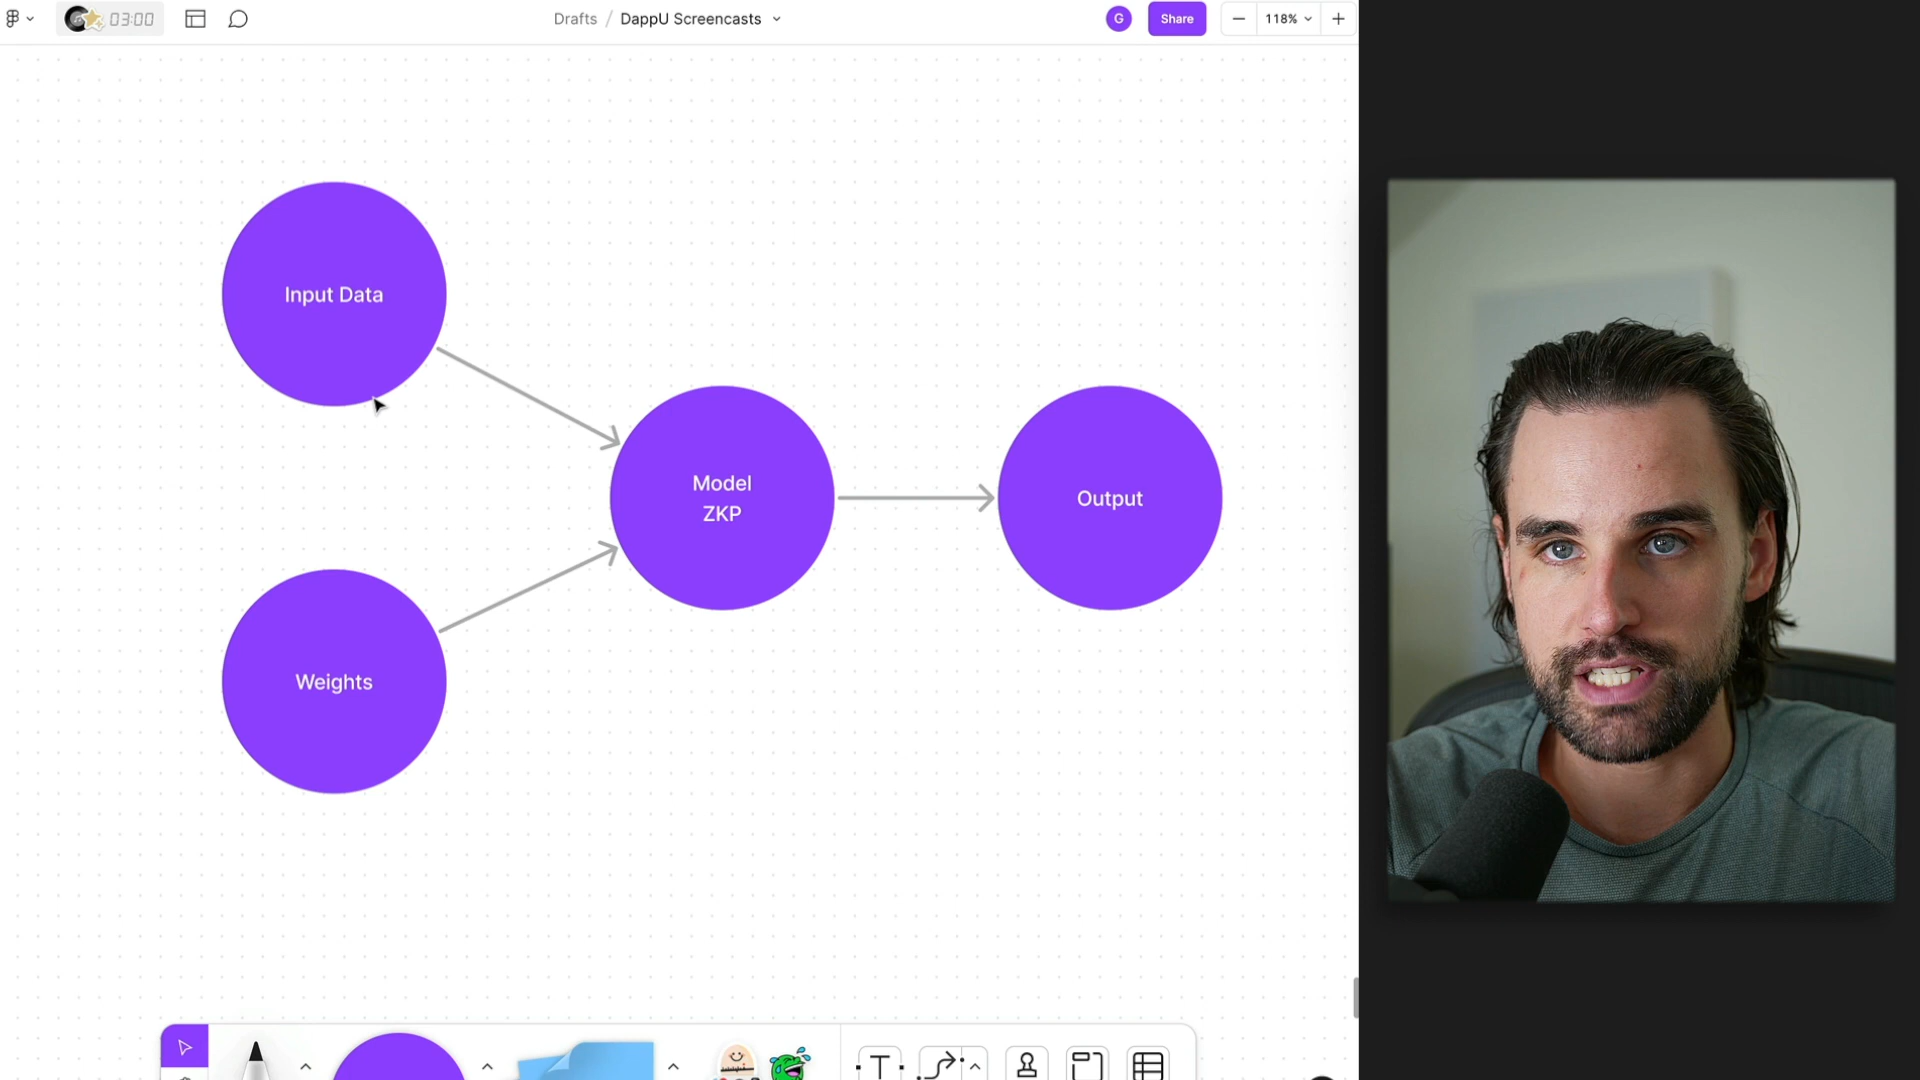 03:00
Drafts / DappU Screencasts
G
Share
118%
Input Data
Model
ZKP
Output
Weights
T